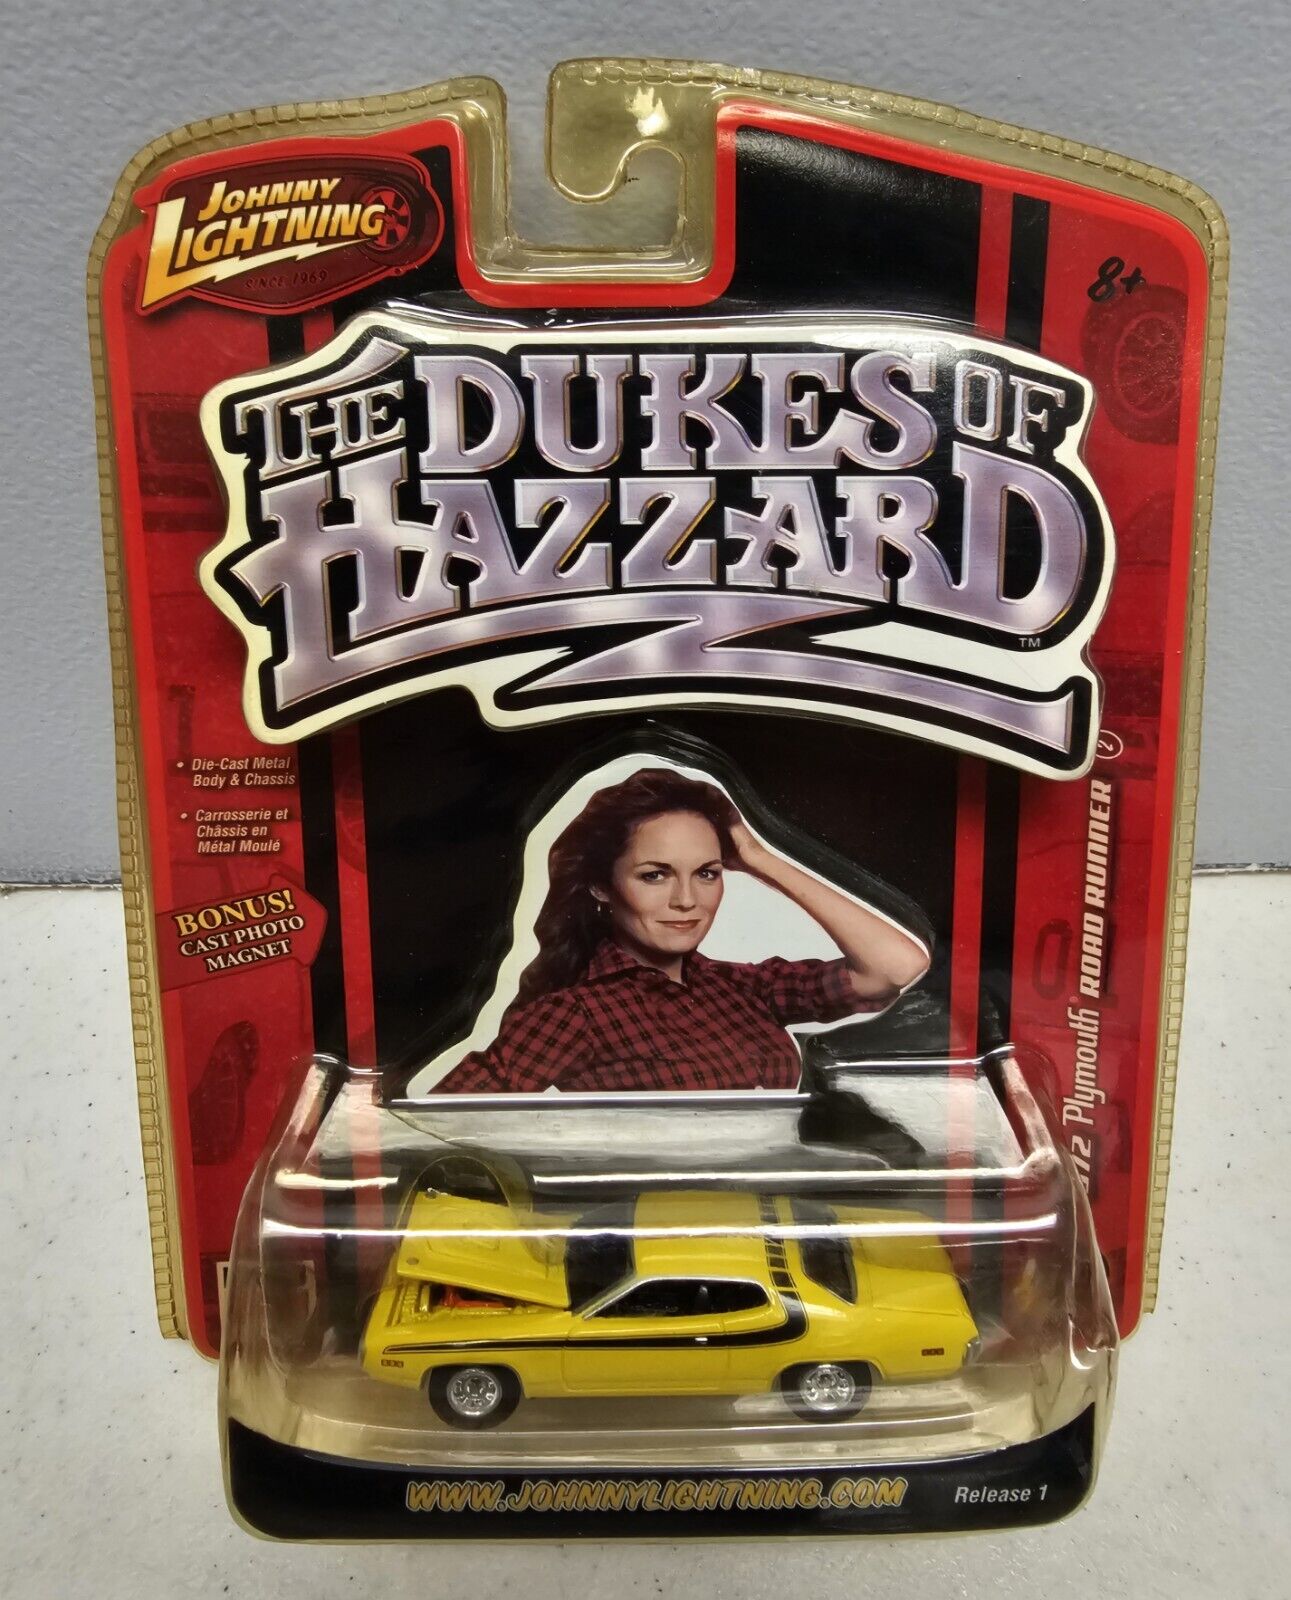 JOHNNY
LIGHTNING
SINCE 1969
8+
THE DUKES OF
HAZZARD
TM
• Die-Cast Metal
Body & Chassis
• Carrosserie et
Châssis en
Métal Moulé
BONUS!
CAST PHOTO
MAGNET
Plymouth ROAD RUNNER 2
WWW.JOHNNYLIGHTNING.COM
Release 1